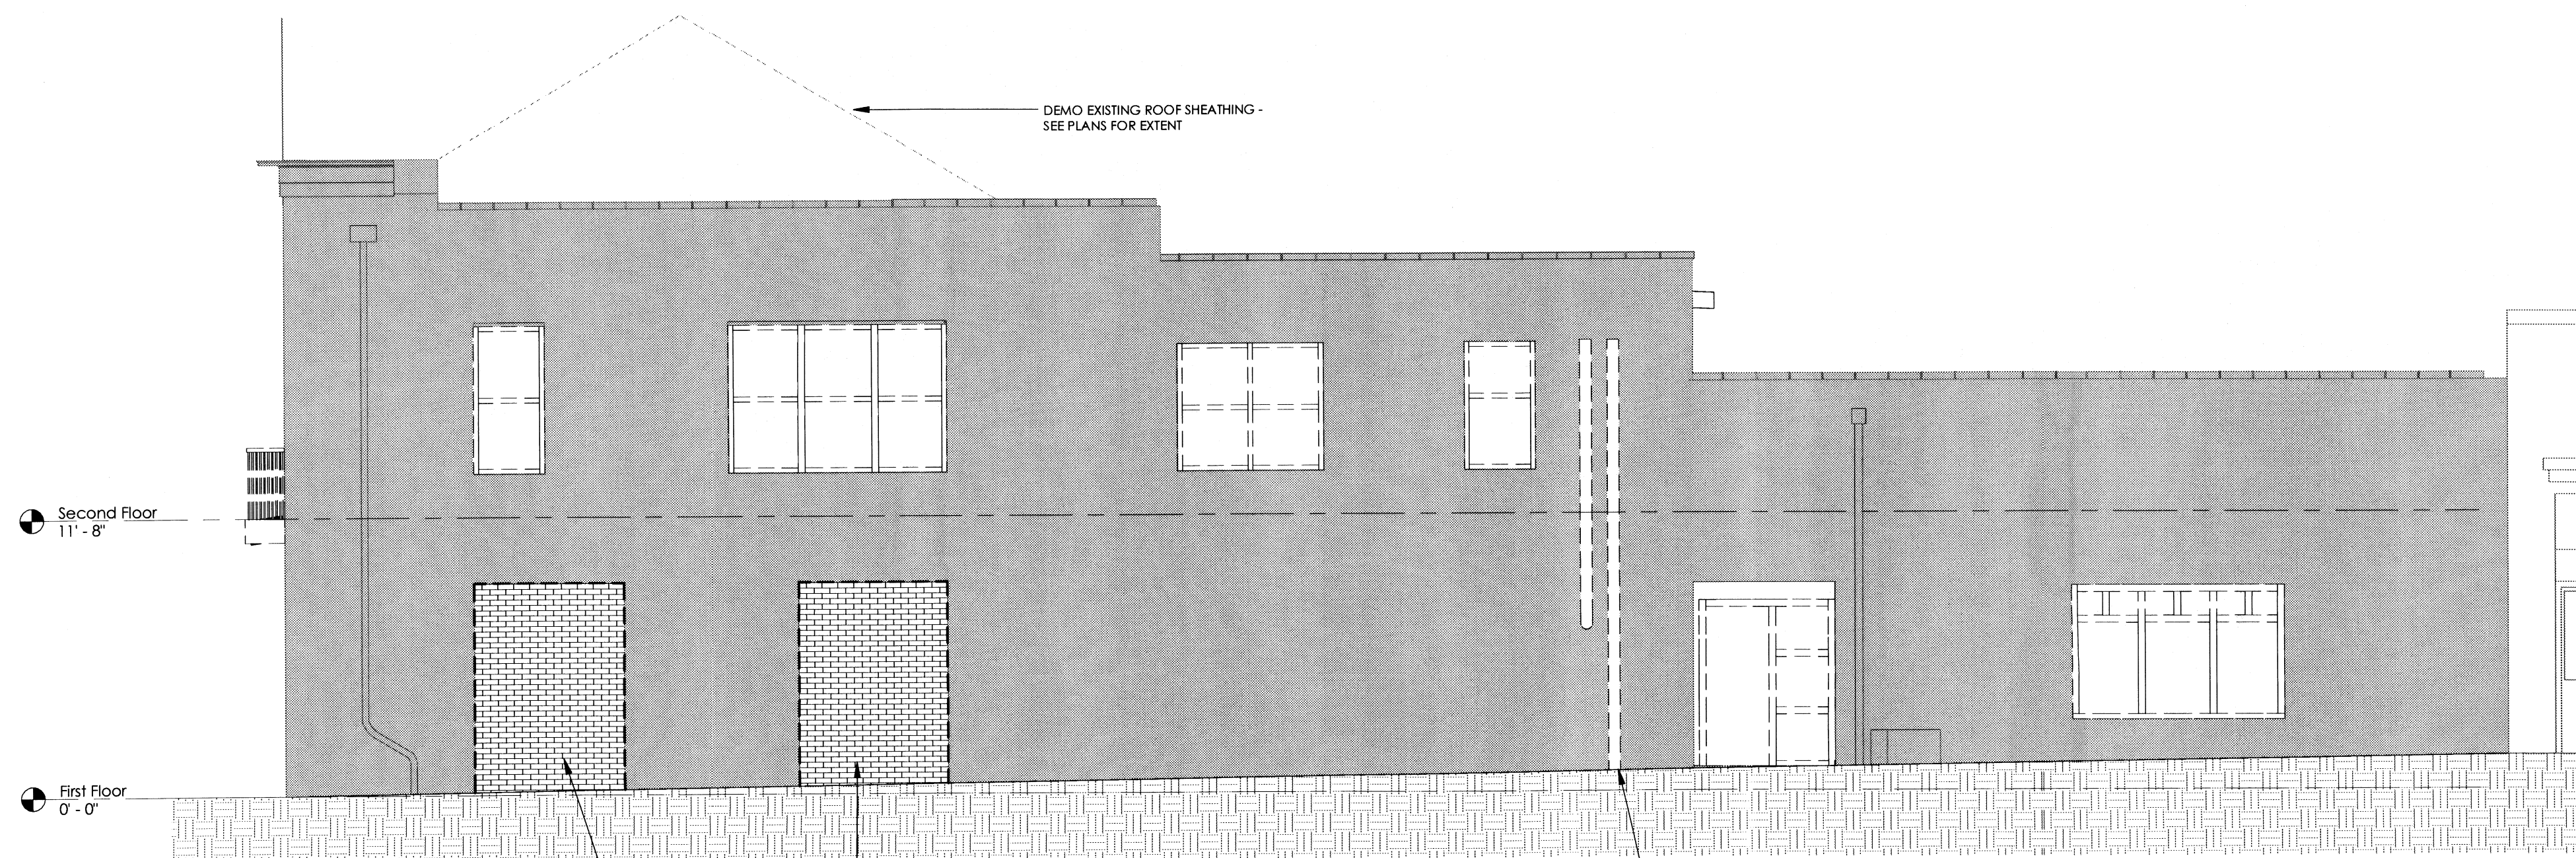 DEMO EXISTING ROOF SHEATHING -
SEE PLANS FOR EXTENT
Second Floor
11' - 8"
First Floor
0' - 0"